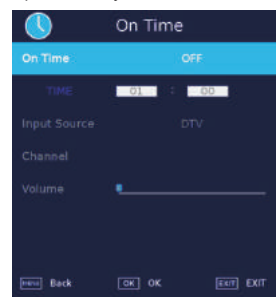 On Time
On Time OFF
TIME 01 : 00
Input Source DTV
Channel
Volume
MENU Back OK OK EXIT EXIT